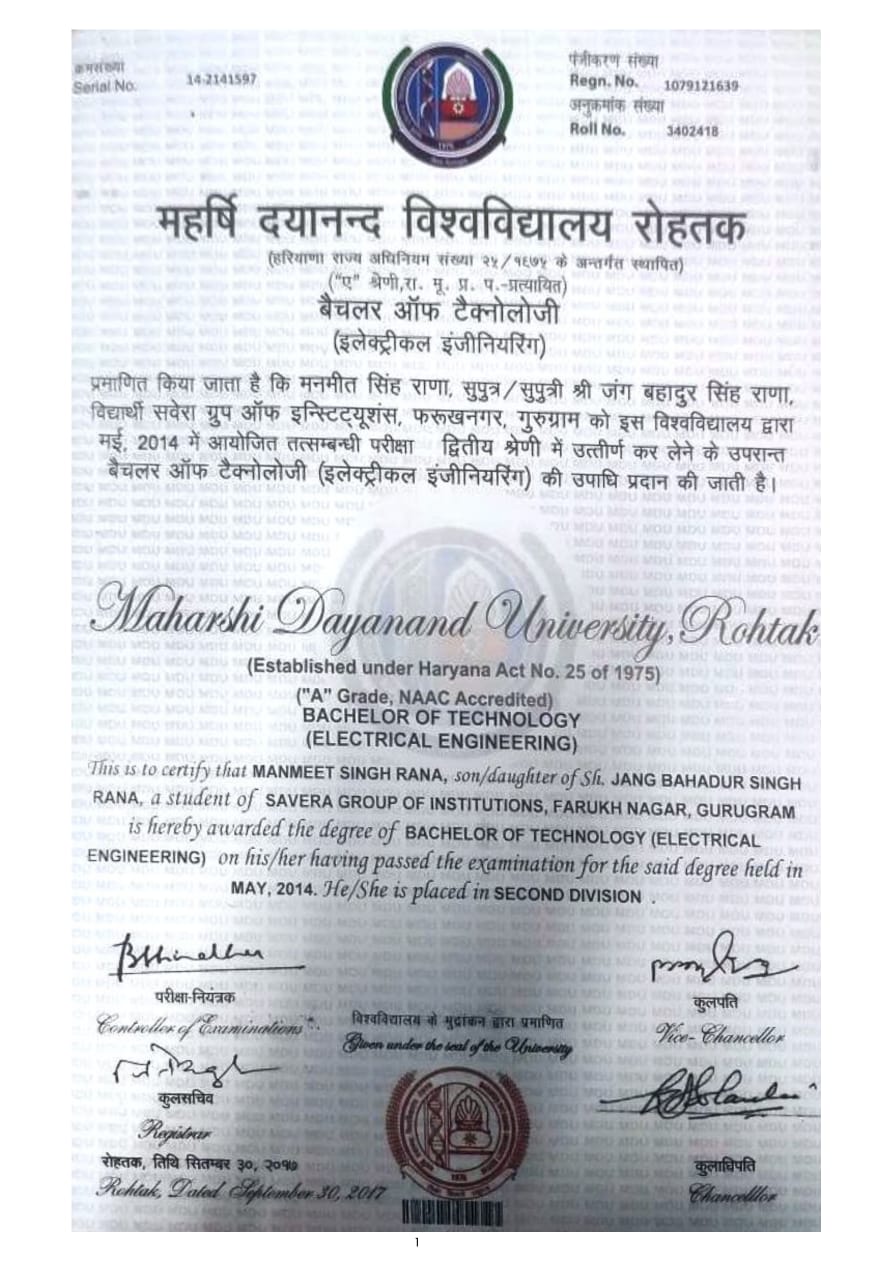 क्रमसंख्या
Serial No. 14-2141597
पंजीकरण संख्या
Regn. No. 1079121639
अनुक्रमांक संख्या
Roll No. 3402418
महर्षि दयानन्द विश्वविद्यालय रोहतक
(हरियाणा राज्य अधिनियम संख्या २५/१९७५ के अन्तर्गत स्थापित)
("ए" श्रेणी,रा. मू. प्र. प.-प्रत्यायित)
बैचलर ऑफ टैक्नोलोजी
(इलेक्ट्रीकल इंजीनियरिंग)
प्रमाणित किया जाता है कि मनमीत सिंह राणा, सुपुत्र/सुपुत्री श्री जंग बहादुर सिंह राणा,
विद्यार्थी सवेरा ग्रुप ऑफ इन्स्टिट्यूशंस, फरूखनगर, गुरुग्राम को इस विश्वविद्यालय द्वारा
मई, 2014 में आयोजित तत्सम्बन्धी परीक्षा द्वितीय श्रेणी में उत्तीर्ण कर लेने के उपरान्त
बैचलर ऑफ टैक्नोलोजी (इलेक्ट्रीकल इंजीनियरिंग) की उपाधि प्रदान की जाती है।
Maharshi Dayanand University, Rohtak
(Established under Haryana Act No. 25 of 1975)
("A" Grade, NAAC Accredited)
BACHELOR OF TECHNOLOGY
(ELECTRICAL ENGINEERING)
This is to certify that MANMEET SINGH RANA, son/daughter of Sh. JANG BAHADUR SINGH
RANA, a student of SAVERA GROUP OF INSTITUTIONS, FARUKH NAGAR, GURUGRAM
is hereby awarded the degree of BACHELOR OF TECHNOLOGY (ELECTRICAL
ENGINEERING) on his/her having passed the examination for the said degree held in
MAY, 2014. He/She is placed in SECOND DIVISION .
परीक्षा-नियंत्रक
Controller of Examinations
कुलपति
Vice- Chancellor
विश्वविद्यालय के मुद्रांकन द्वारा प्रमाणित
Given under the seal of the University
कुलसचिव
Registrar
रोहतक, तिथि सितम्बर ३०, २०१७
Rohtak, Dated September 30, 2017
कुलाधिपति
Chancelllor
1